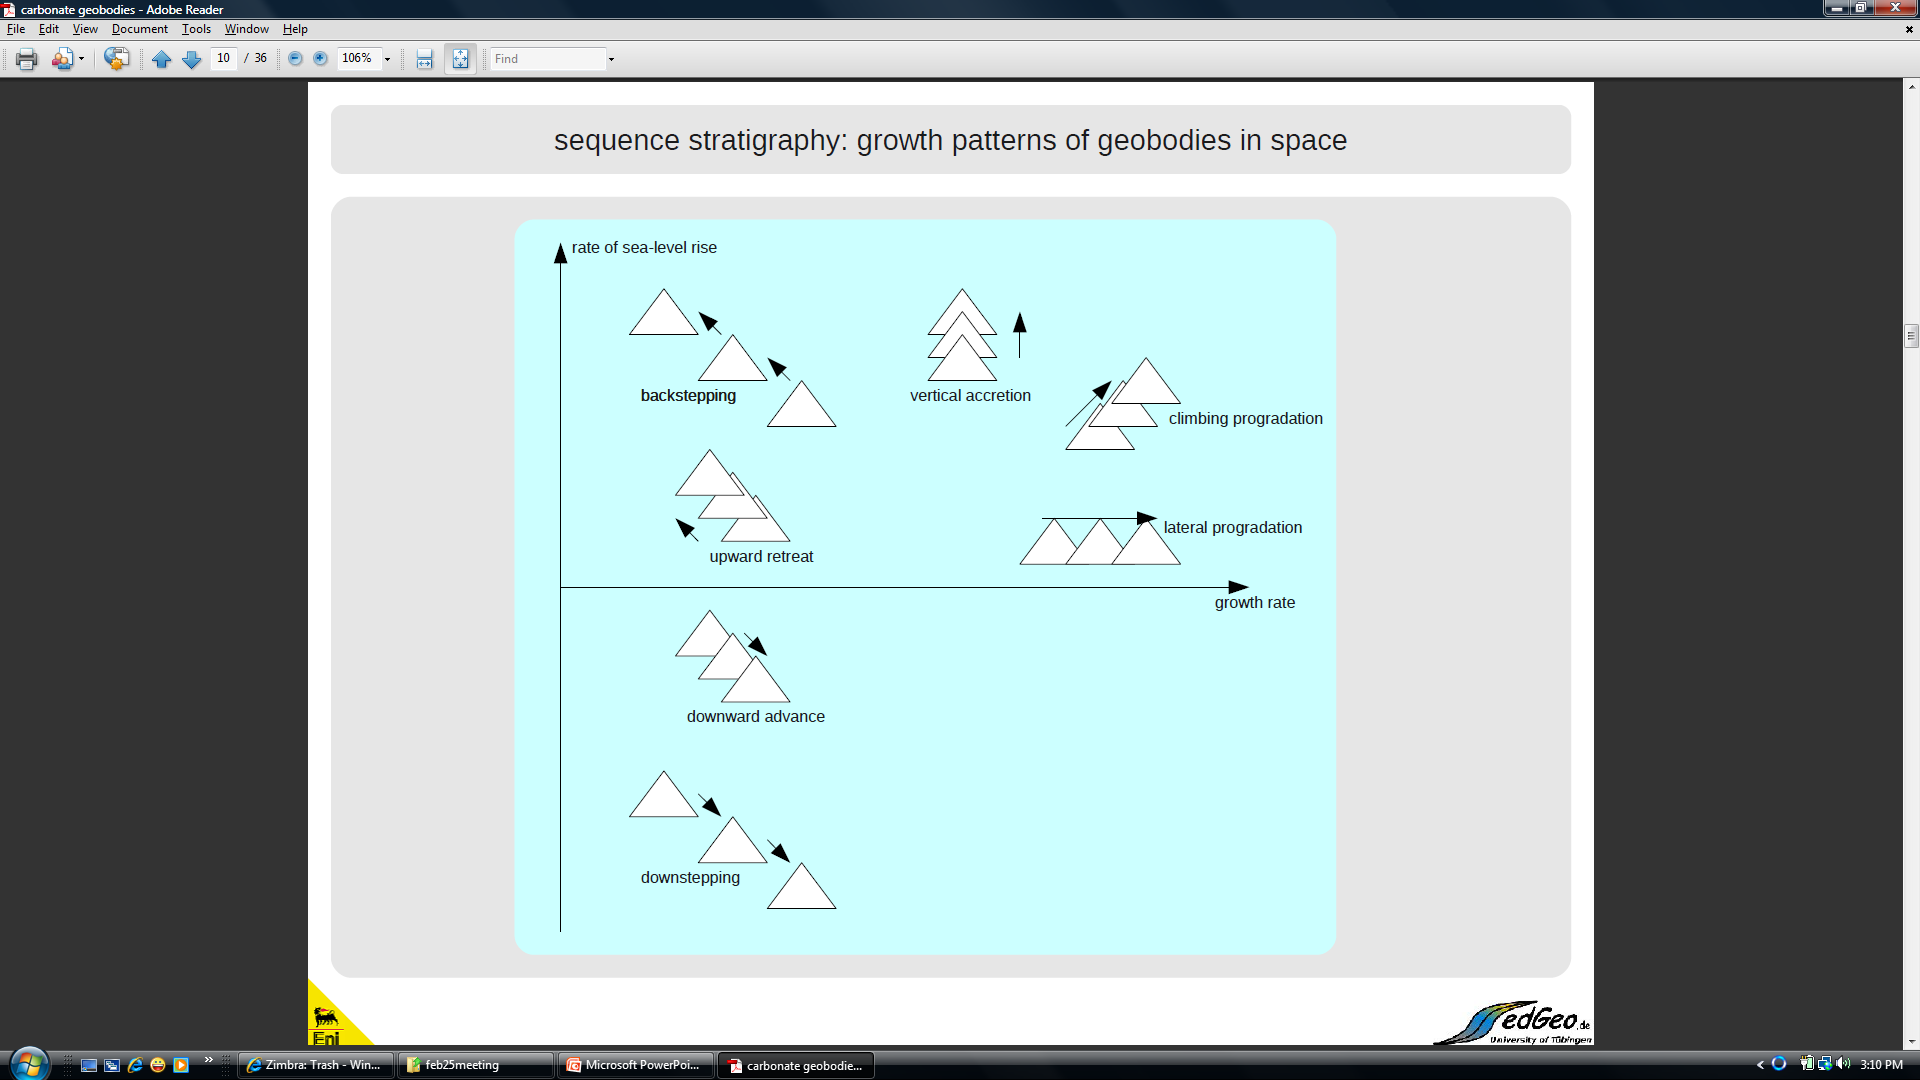 carbonate geobodies - Adobe Reader
File Edit View Document Tools Window Help
10 / 36 106% Find
sequence stratigraphy: growth patterns of geobodies in space
rate of sea-level rise
backstepping
vertical accretion
climbing progradation
upward retreat
lateral progradation
growth rate
downward advance
downstepping
Eni
edGeo.de
University of Tübingen
Zimbra: Trash - Win... feb25meeting Microsoft PowerPoi... carbonate geobodie... 3:10 PM